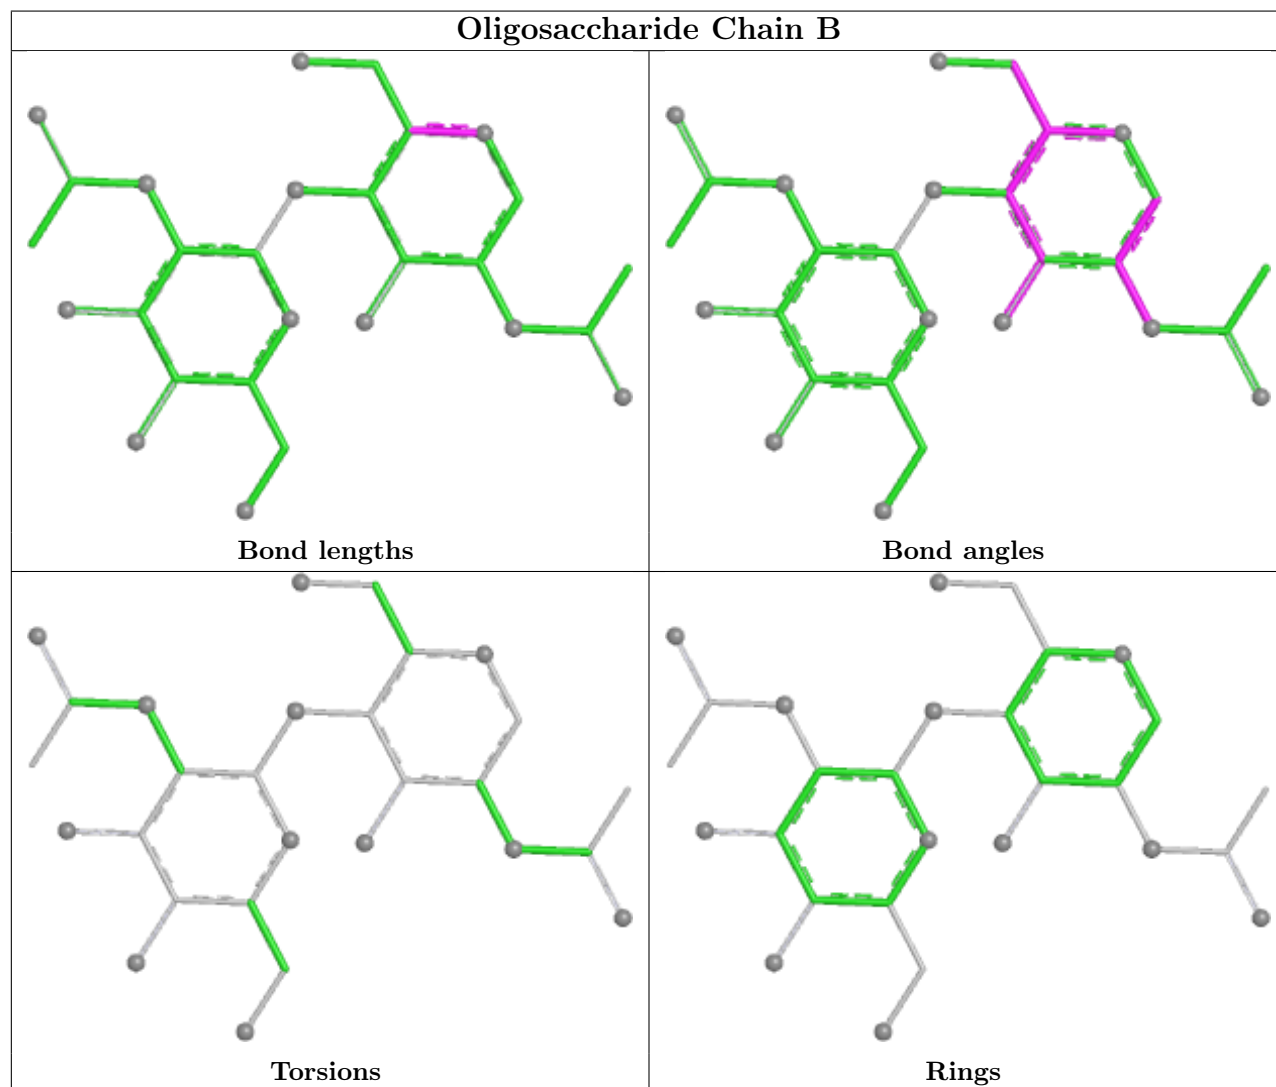 Oligosaccharide Chain B
Bond lengths
Bond angles
Torsions
Rings